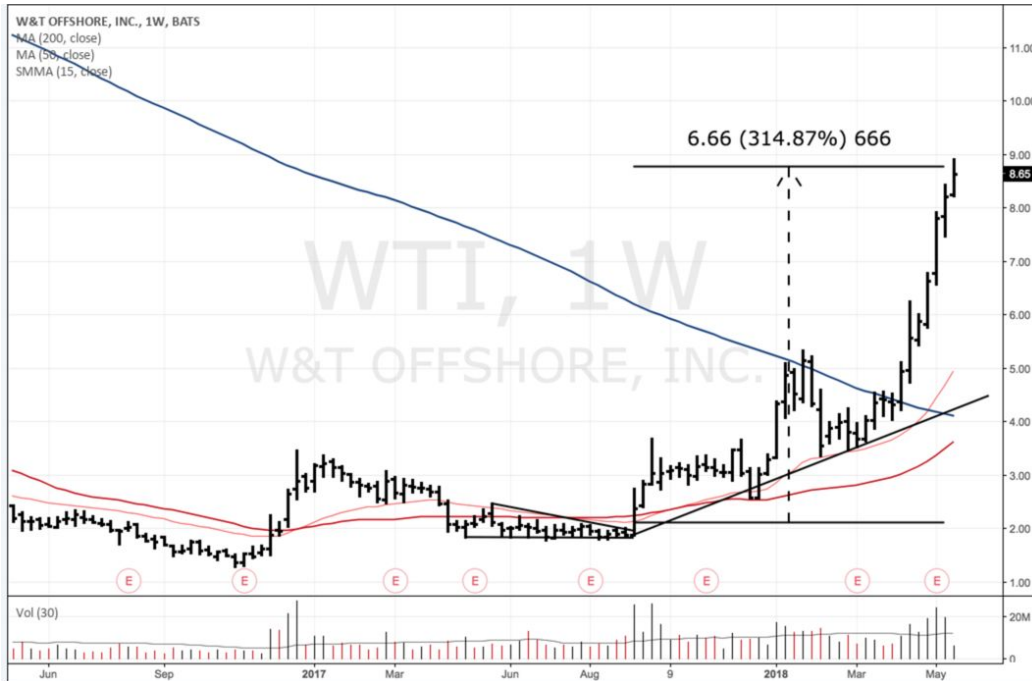 W&T OFFSHORE, INC., 1W, BATS
MA (200, close)
MA (50, close)
SMMA (15, close)
11.00
10.00
6.66 (314.87%) 666
9.00
8.65
8.00
WTI, 1W
7.00
W&T OFFSHORE, INC.
6.00
5.00
4.00
3.00
2.00
E E E E E E E E
1.00
Vol (30)
20M
0
Jun Sep 2017 Mar Jun Aug 9 2018 Mar May